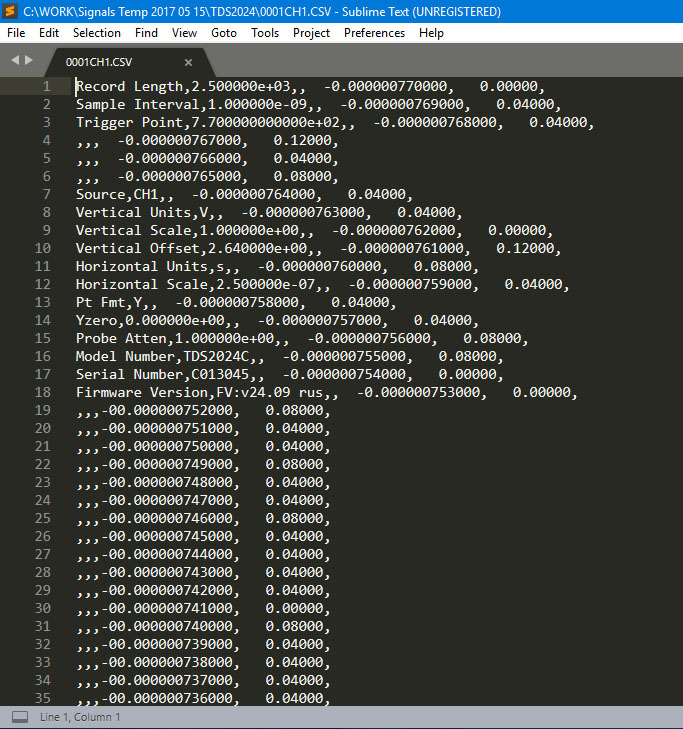 C:\WORK\Signals Temp 2017 05 15\TDS2024\0001CH1.CSV - Sublime Text (UNREGISTERED)
File Edit Selection Find View Goto Tools Project Preferences Help
0001CH1.CSV ×
1 Record Length,2.500000e+03,,  -0.000000770000,   0.00000,
2 Sample Interval,1.000000e-09,,  -0.000000769000,   0.04000,
3 Trigger Point,7.700000000000e+02,,  -0.000000768000,   0.04000,
4 ,,,  -0.000000767000,   0.12000,
5 ,,,  -0.000000766000,   0.04000,
6 ,,,  -0.000000765000,   0.08000,
7 Source,CH1,,  -0.000000764000,   0.04000,
8 Vertical Units,V,,  -0.000000763000,   0.04000,
9 Vertical Scale,1.000000e+00,,  -0.000000762000,   0.00000,
10 Vertical Offset,2.640000e+00,,  -0.000000761000,   0.12000,
11 Horizontal Units,s,,  -0.000000760000,   0.08000,
12 Horizontal Scale,2.500000e-07,,  -0.000000759000,   0.04000,
13 Pt Fmt,Y,,  -0.000000758000,   0.04000,
14 Yzero,0.000000e+00,,  -0.000000757000,   0.04000,
15 Probe Atten,1.000000e+00,,  -0.000000756000,   0.08000,
16 Model Number,TDS2024C,,  -0.000000755000,   0.08000,
17 Serial Number,C013045,,  -0.000000754000,   0.00000,
18 Firmware Version,FV:v24.09 rus,,  -0.000000753000,   0.00000,
19 ,,,-00.000000752000,   0.08000,
20 ,,,-00.000000751000,   0.04000,
21 ,,,-00.000000750000,   0.04000,
22 ,,,-00.000000749000,   0.08000,
23 ,,,-00.000000748000,   0.04000,
24 ,,,-00.000000747000,   0.04000,
25 ,,,-00.000000746000,   0.08000,
26 ,,,-00.000000745000,   0.04000,
27 ,,,-00.000000744000,   0.04000,
28 ,,,-00.000000743000,   0.04000,
29 ,,,-00.000000742000,   0.04000,
30 ,,,-00.000000741000,   0.00000,
31 ,,,-00.000000740000,   0.08000,
32 ,,,-00.000000739000,   0.04000,
33 ,,,-00.000000738000,   0.04000,
34 ,,,-00.000000737000,   0.04000,
35 ,,,-00.000000736000,   0.04000,
Line 1, Column 1